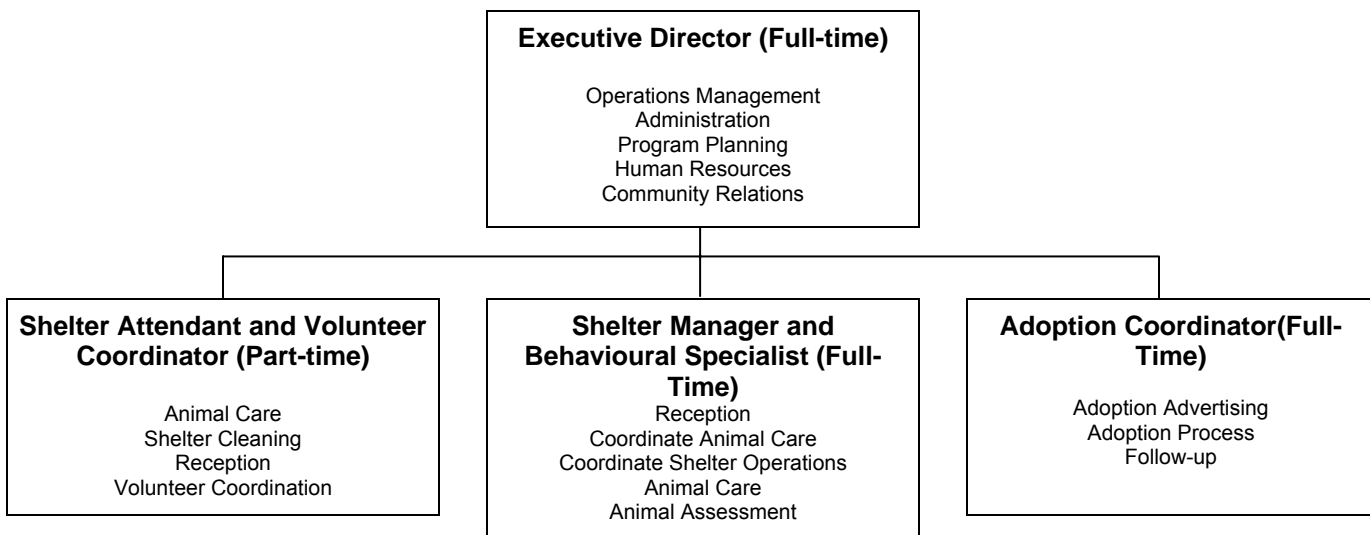 Executive Director (Full-time)
Operations Management
Administration
Program Planning
Human Resources
Community Relations
Shelter Attendant and Volunteer
Coordinator (Part-time)
Animal Care
Shelter Cleaning
Reception
Volunteer Coordination
Shelter Manager and
Behavioural Specialist (Full-
Time)
Reception
Coordinate Animal Care
Coordinate Shelter Operations
Animal Care
Animal Assessment
Adoption Coordinator(Full-
Time)
Adoption Advertising
Adoption Process
Follow-up